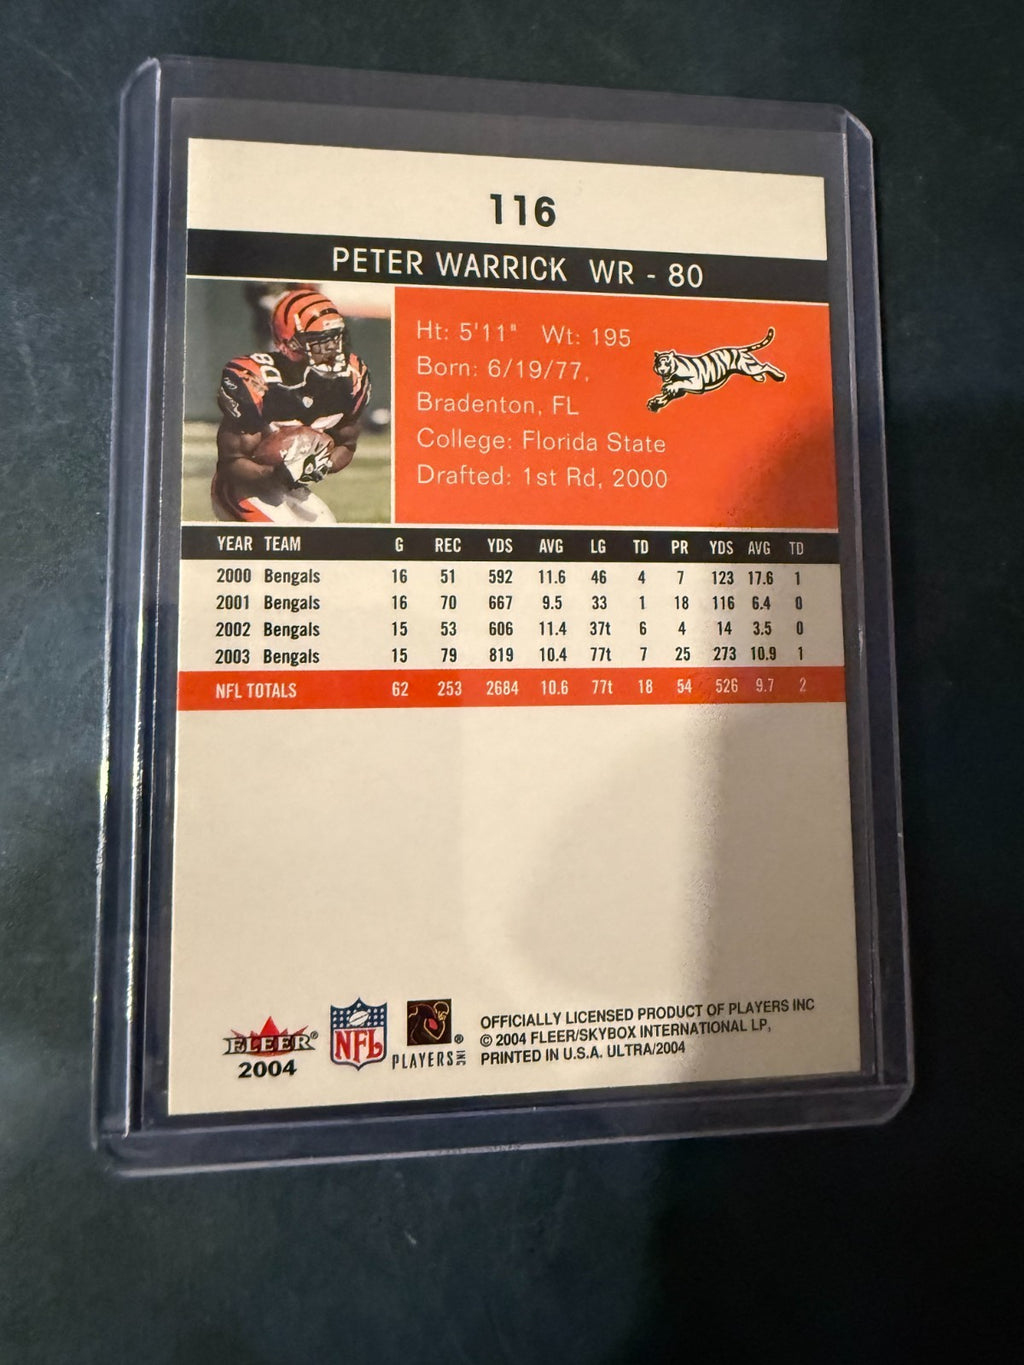 116
PETER WARRICK WR - 80
Ht: 5'11" Wt: 195
Born: 6/19/77,
Bradenton, FL
College: Florida State
Drafted: 1st Rd, 2000
YEAR TEAM G REC YDS AVG LG TD PR YDS AVG TD
2000 Bengals 16 51 592 11.6 46 4 7 123 17.6 1
2001 Bengals 16 70 667 9.5 33 1 18 116 6.4 0
2002 Bengals 15 53 606 11.4 37t 6 4 14 3.5 0
2003 Bengals 15 79 819 10.4 77t 7 25 273 10.9 1
NFL TOTALS 62 253 2684 10.6 77t 18 54 526 9.7 2
FLEER®
2004
NFL
PLAYERS INC ®
OFFICIALLY LICENSED PRODUCT OF PLAYERS INC
© 2004 FLEER/SKYBOX INTERNATIONAL LP,
PRINTED IN U.S.A. ULTRA/2004